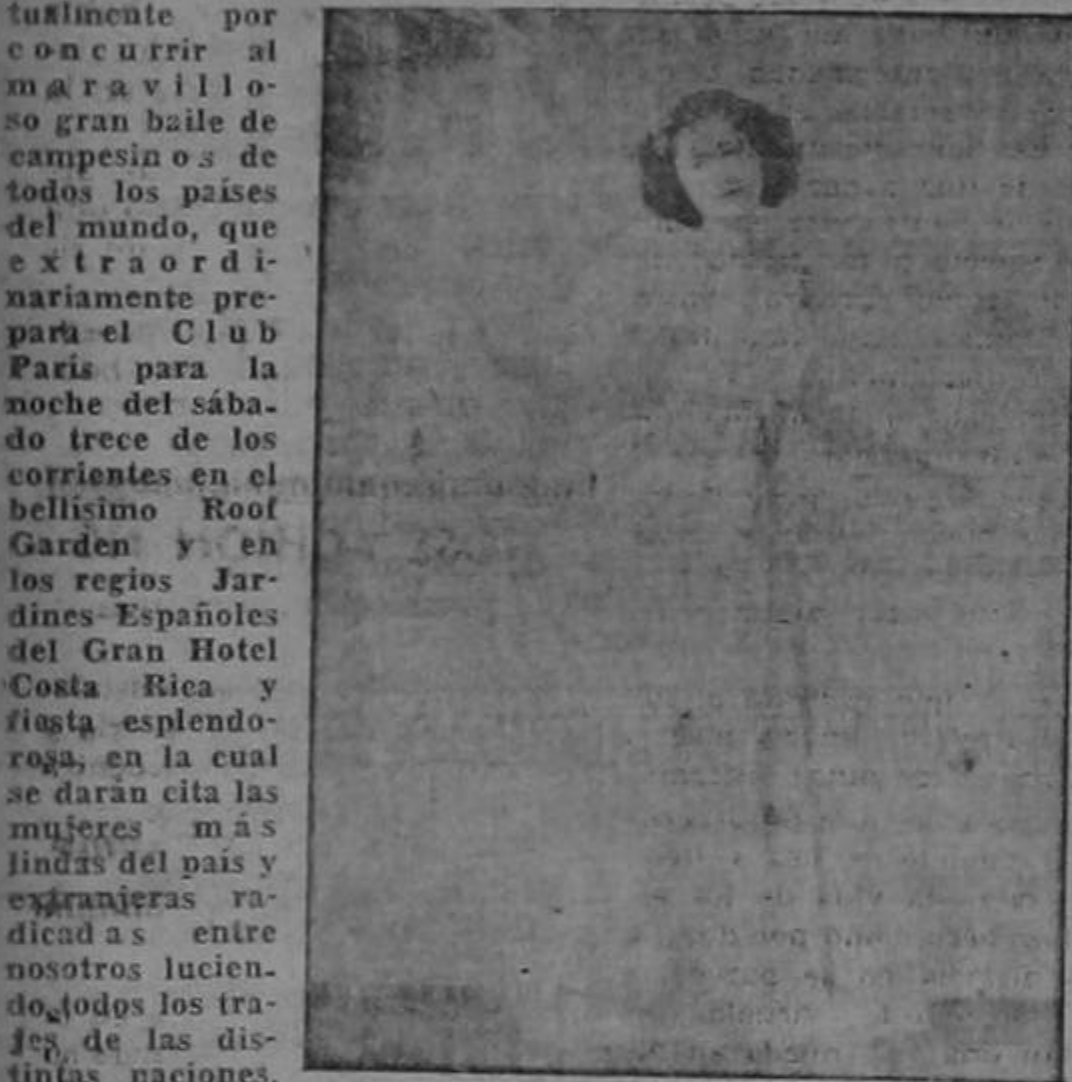 tualmente por
concurrir al
maravillo-
so gran baile de
campesinos de
todos los países
del mundo, que
extraordi-
nariamente pre-
para el Club
París para la
noche del sába-
do trece de los
corrientes en el
bellísimo Roof
Garden y en
los regios Jar-
dines Españoles
del Gran Hotel
Costa Rica y
fiesta esplendo-
rosa, en la cual
se darán cita las
mujeres más
lindas del país y
extranjeras ra-
dicadas entre
nosotros lucien-
do todos los tra-
jes de las dis-
tintas naciones.